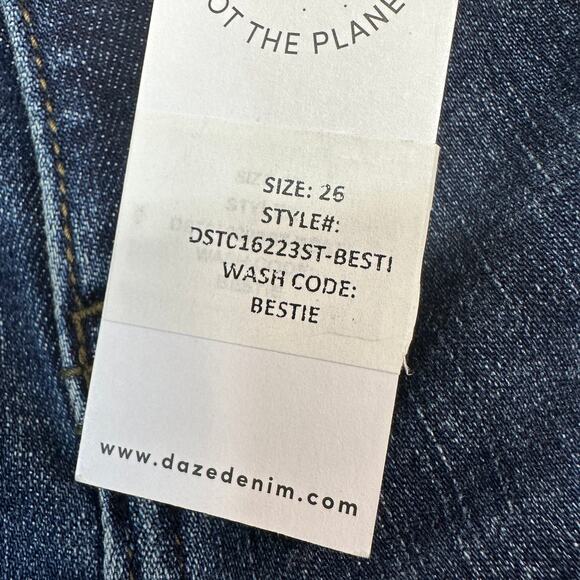 OT THE PLANE
SIZE: 26
STYLE#:
DSTC16223ST-BESTI
WASH CODE:
BESTIE
www.dazedenim.com